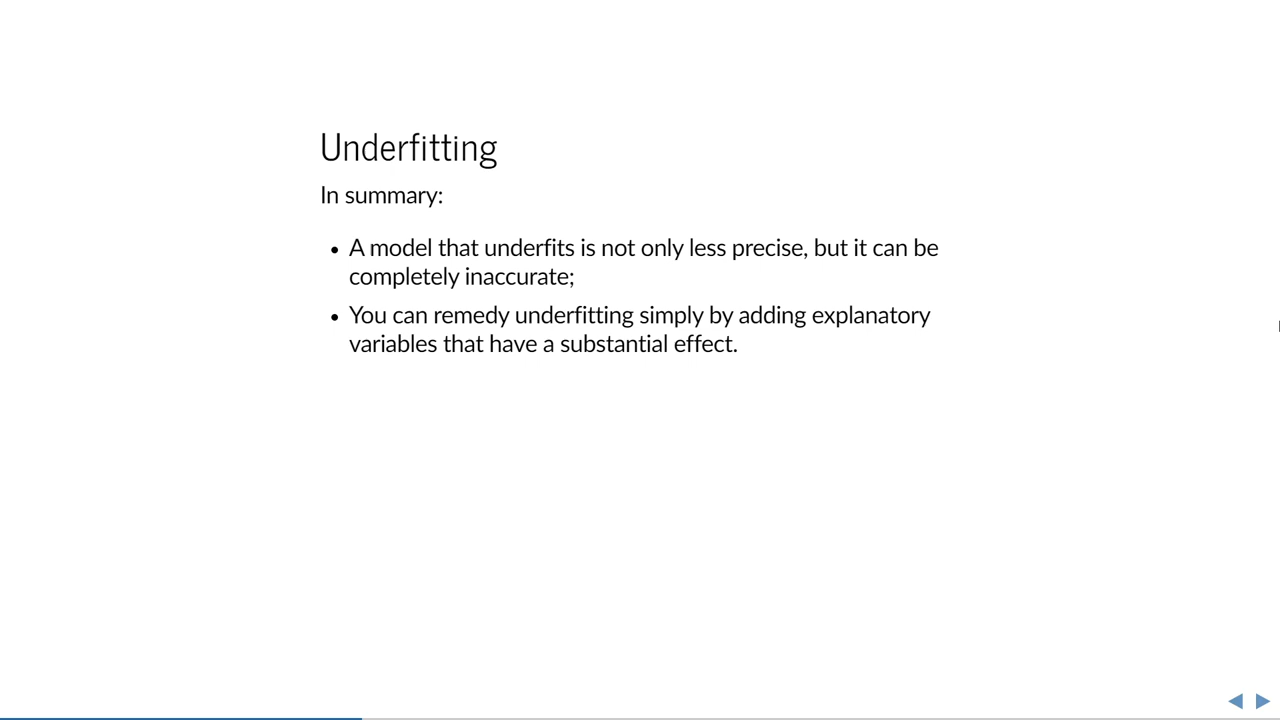 Underfitting
In summary:
• A model that underfits is not only less precise, but it can be
completely inaccurate;
• You can remedy underfitting simply by adding explanatory
variables that have a substantial effect.